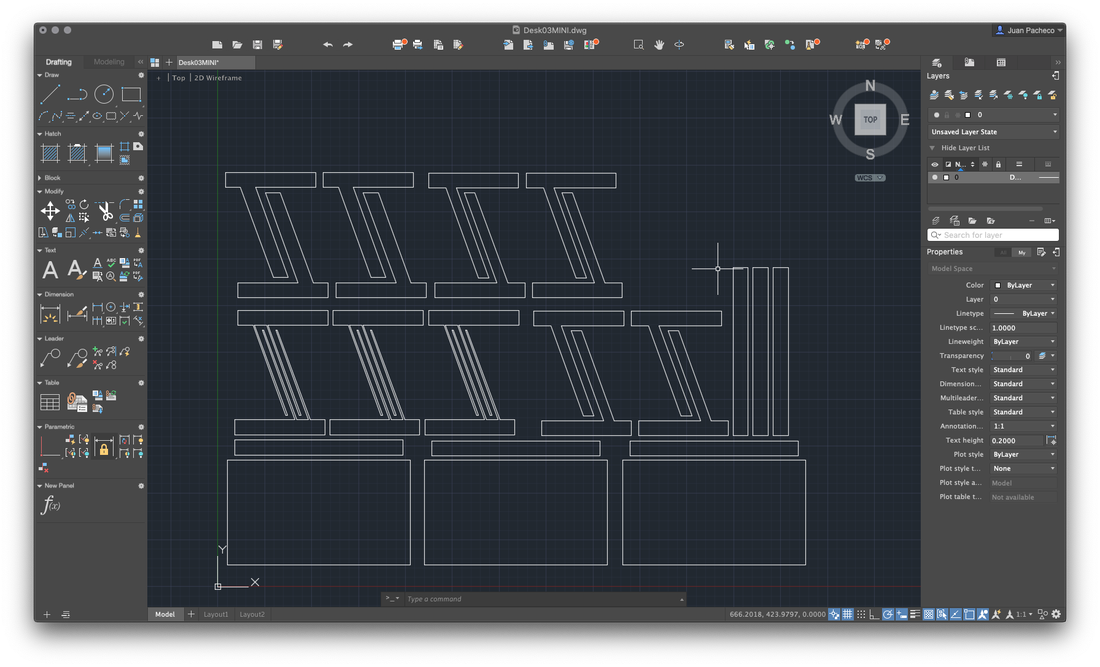 Desk03MINI.dwg
Juan Pacheco
Drafting
Modeling
Desk03MINI*
Draw
Hatch
Block
Modify
Text
A
Dimension
Leader
Table
Parametric
New Panel
f(x)
+ | Top | 2D Wireframe
N
W TOP E
S
WCS
Y
X
>_ Type a command
Model
Layout1
Layout2
666.2018, 423.9797, 0.0000
1:1
Layers
0
Unsaved Layer State
Hide Layer List
N...
0 D...
Search for layer
Properties
My
Model Space
Color ByLayer
Layer 0
Linetype ByLayer
Linetype sc... 1.0000
Lineweight ByLayer
Transparency 0
Text style Standard
Dimension... Standard
Multileader... Standard
Table style Standard
Annotation... 1:1
Text height 0.2000
Plot style ByLayer
Plot style t... None
Plot style a... Model
Plot table t... Not available